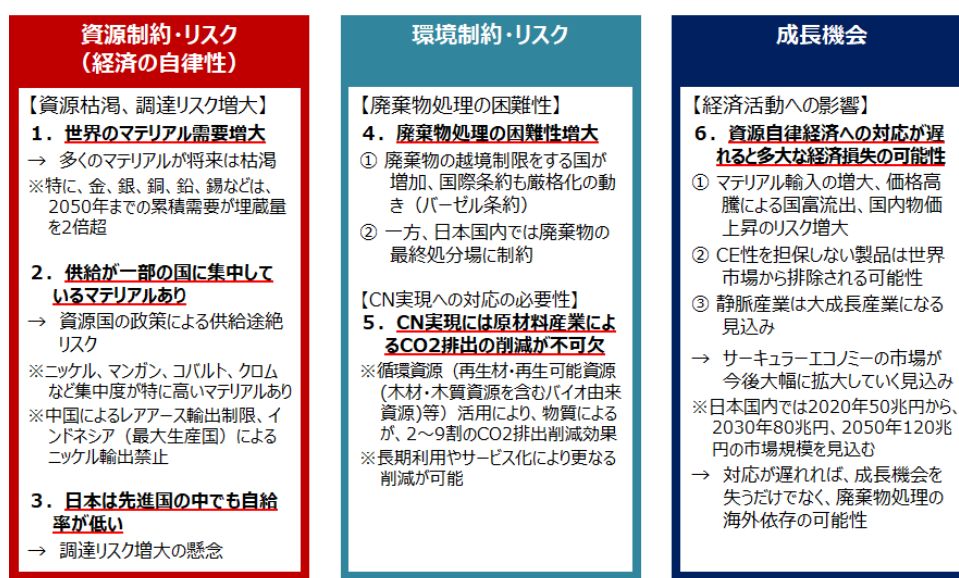 資源制約・リスク
（経済の自律性）
【資源枯渇、調達リスク増大】
１．世界のマテリアル需要増大
→ 多くのマテリアルが将来は枯渇
※特に、金、銀、銅、鉛、錫などは、
2050年までの累積需要が埋蔵量
を2倍超
２．供給が一部の国に集中して
いるマテリアルあり
→ 資源国の政策による供給途絶
リスク
※ニッケル、マンガン、コバルト、クロム
など集中度が特に高いマテリアルあり
※中国によるレアアース輸出制限、イ
ンドネシア（最大生産国）による
ニッケル輸出禁止
３．日本は先進国の中でも自給
率が低い
→ 調達リスク増大の懸念
環境制約・リスク
【廃棄物処理の困難性】
４．廃棄物処理の困難性増大
① 廃棄物の越境制限をする国が
増加、国際条約も厳格化の動
き（バーゼル条約）
② 一方、日本国内では廃棄物の
最終処分場に制約
【CN実現への対応の必要性】
５．CN実現には原材料産業によ
るCO2排出の削減が不可欠
※循環資源（再生材・再生可能資源
(木材・木質資源を含むバイオ由来
資源)等）活用により、物質による
が、2～9割のCO2排出削減効果
※長期利用やサービス化により更なる
削減が可能
成長機会
【経済活動への影響】
６．資源自律経済への対応が遅
れると多大な経済損失の可能性
① マテリアル輸入の増大、価格高
騰による国富流出、国内物価
上昇のリスク増大
② CE性を担保しない製品は世界
市場から排除される可能性
③ 静脈産業は大成長産業になる
見込み
→ サーキュラーエコノミーの市場が
今後大幅に拡大していく見込み
※日本国内では2020年50兆円から、
2030年80兆円、2050年120兆
円の市場規模を見込む
→ 対応が遅れれば、成長機会を
失うだけでなく、廃棄物処理の
海外依存の可能性